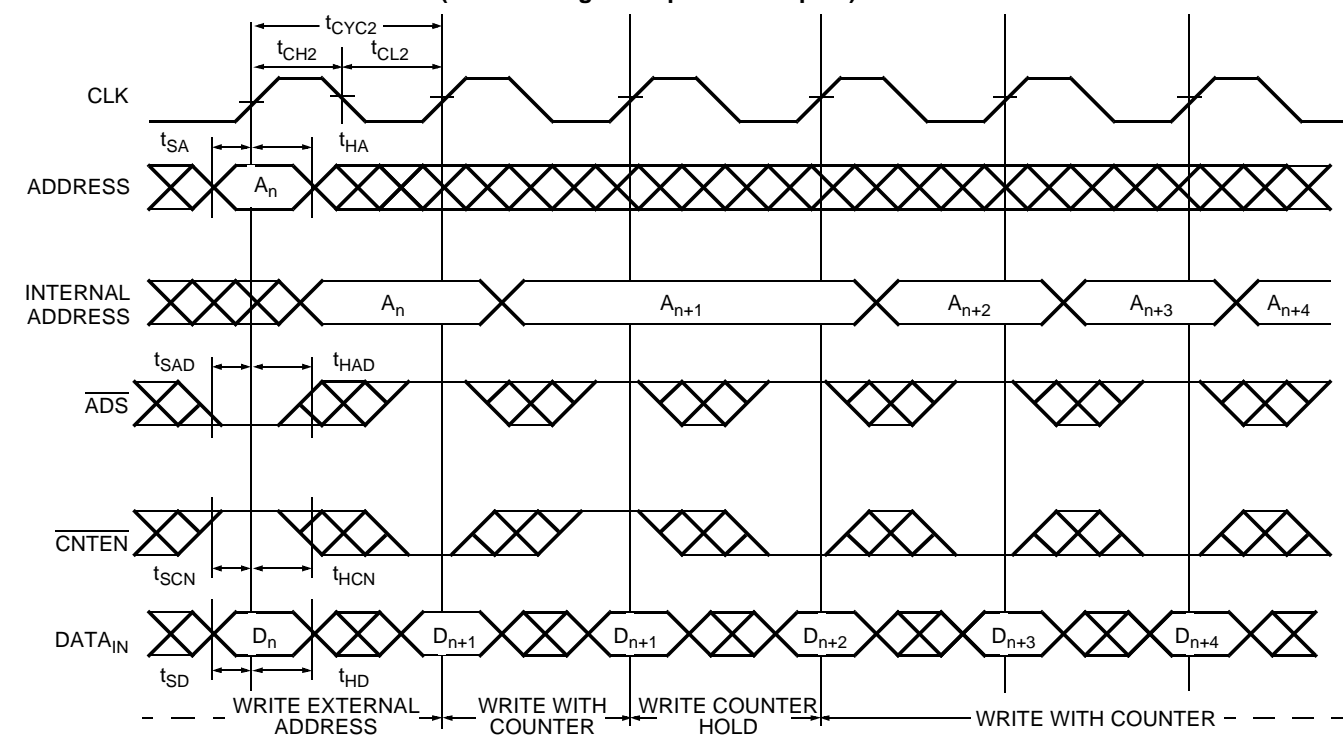 tCYC2
tCH2
tCL2
CLK
tSA
tHA
ADDRESS
An
INTERNAL
ADDRESS
An
An+1
An+2
An+3
An+4
tSAD
tHAD
ADS
CNTEN
tSCN
tHCN
DATAIN
Dn
Dn+1
Dn+1
Dn+2
Dn+3
Dn+4
tSD
tHD
WRITE EXTERNAL
ADDRESS
WRITE WITH
COUNTER
WRITE COUNTER
HOLD
WRITE WITH COUNTER